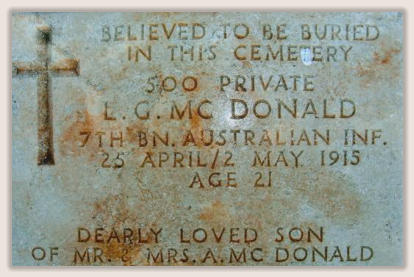 BELIEVED TO BE BURIED
IN THIS CEMETERY
500 PRIVATE
L. G. MC DONALD
7TH BN. AUSTRALIAN INF.
25 APRIL/2 MAY 1915
AGE 21
DEARLY LOVED SON
OF MR. & MRS. A. MC DONALD